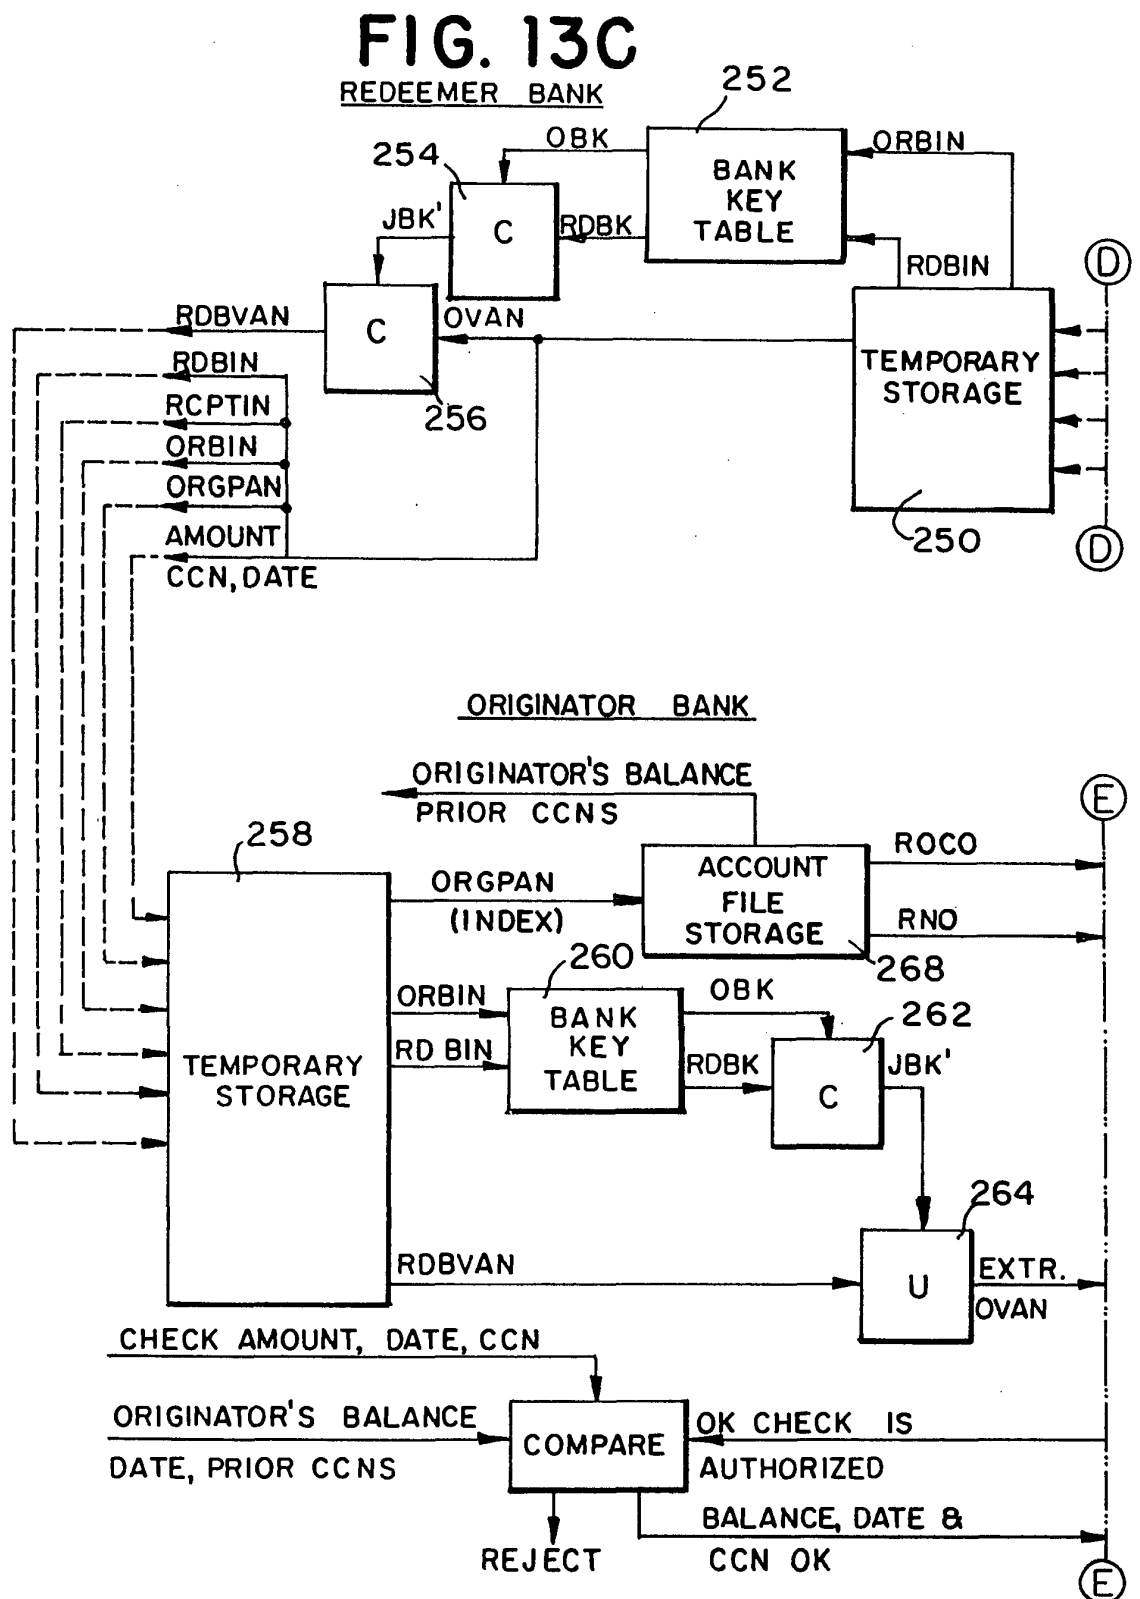 FIG. 13C
REDEEMER BANK
252
OBK
ORBIN
254
BANK
KEY
TABLE
JBK'
C
RDBK
RDBIN
D
RDBVAN
C
OVAN
TEMPORARY
STORAGE
RDBIN
256
RCPTIN
ORBIN
ORGPAN
AMOUNT
CCN, DATE
250
D
ORIGINATOR BANK
ORIGINATOR'S BALANCE
PRIOR CCNS
E
258
ORGPAN
(INDEX)
ACCOUNT
FILE
STORAGE
ROCO
RNO
268
260
ORBIN
RD BIN
BANK
KEY
TABLE
OBK
RDBK
262
C
JBK'
TEMPORARY
STORAGE
264
RDBVAN
U
EXTR.
OVAN
CHECK AMOUNT, DATE, CCN
ORIGINATOR'S BALANCE
DATE, PRIOR CCNS
COMPARE
OK CHECK IS
AUTHORIZED
REJECT
BALANCE, DATE &
CCN OK
E